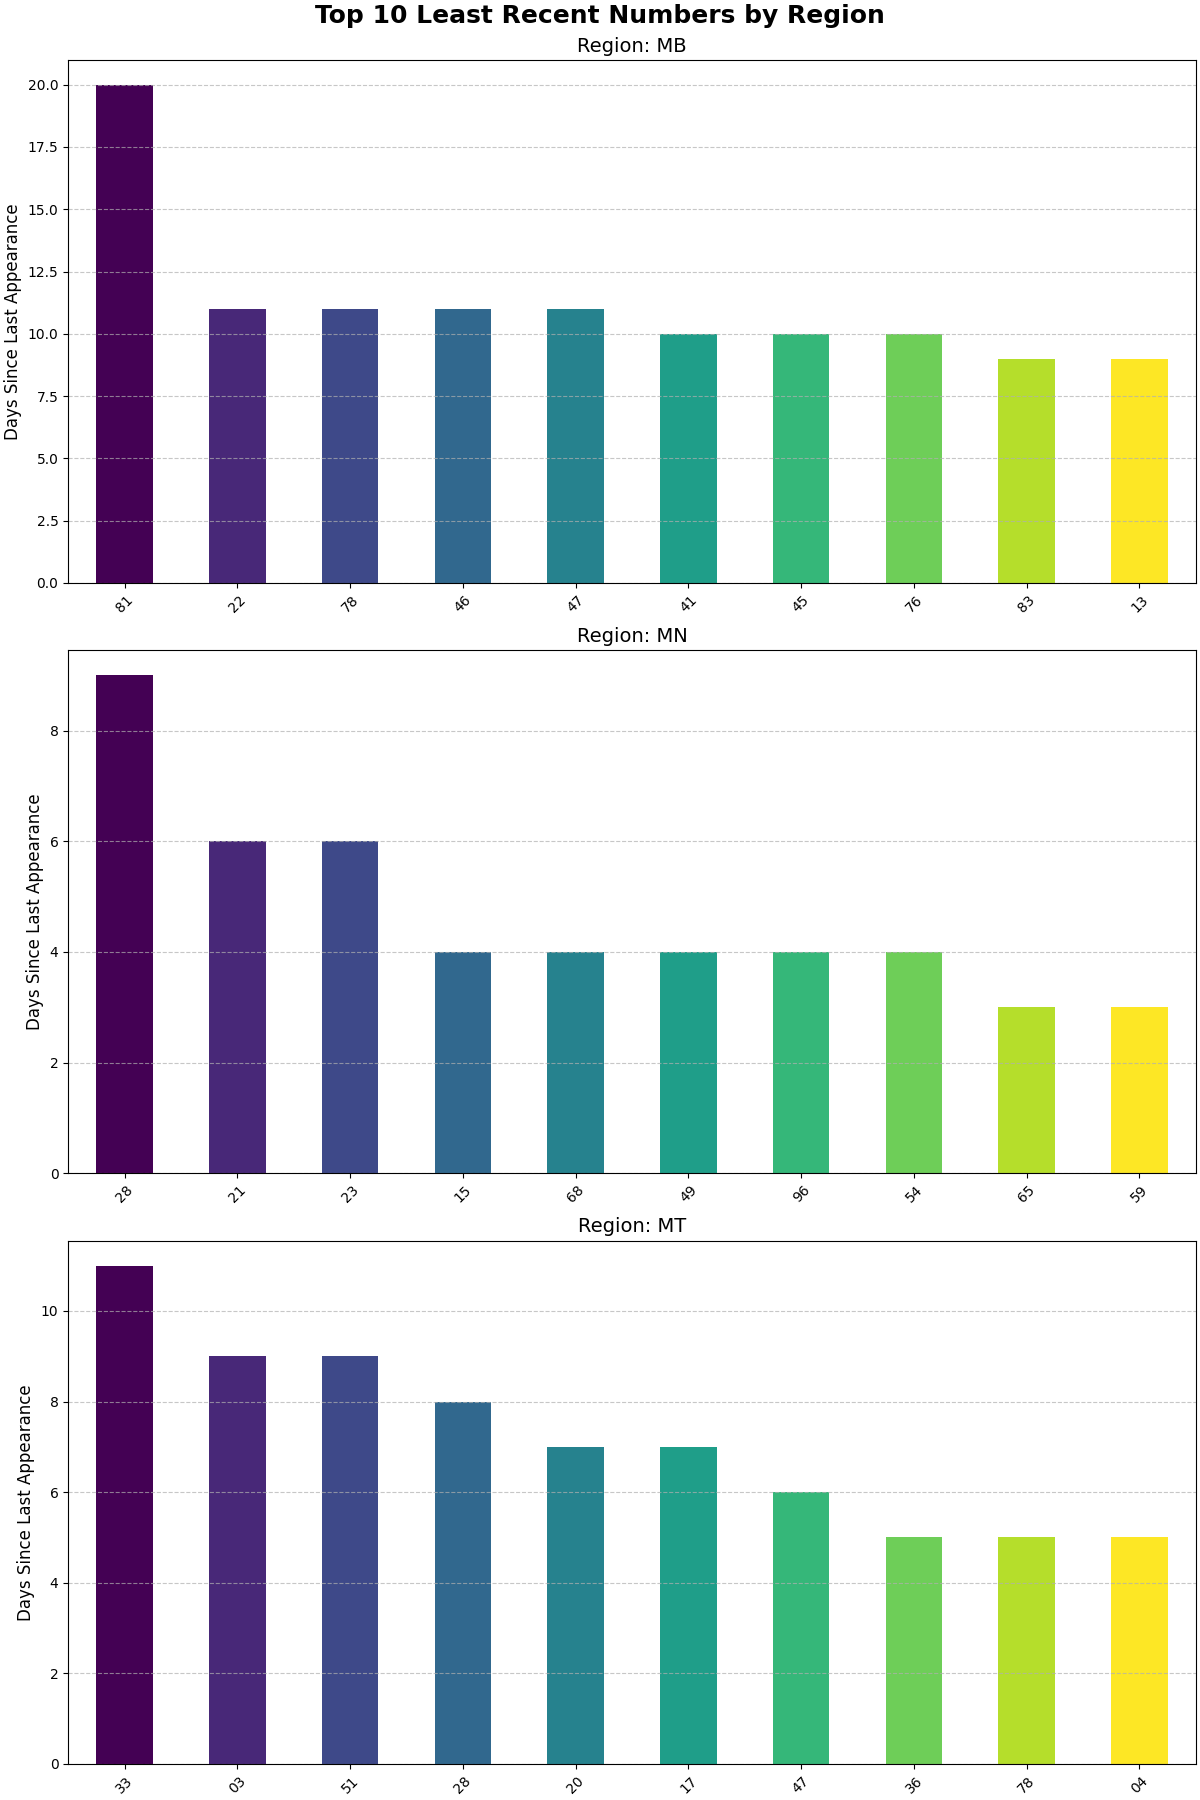 Top 10 Least Recent Numbers by Region
Region: MB
Days Since Last Appearance
20.0
17.5
15.0
12.5
10.0
7.5
5.0
2.5
0.0
81 22 78 46 47 41 45 76 83 13
Region: MN
Days Since Last Appearance
8
6
4
2
0
28 21 23 15 68 49 96 54 65 59
Region: MT
Days Since Last Appearance
10
8
6
4
2
0
33 03 51 28 20 17 47 36 78 04